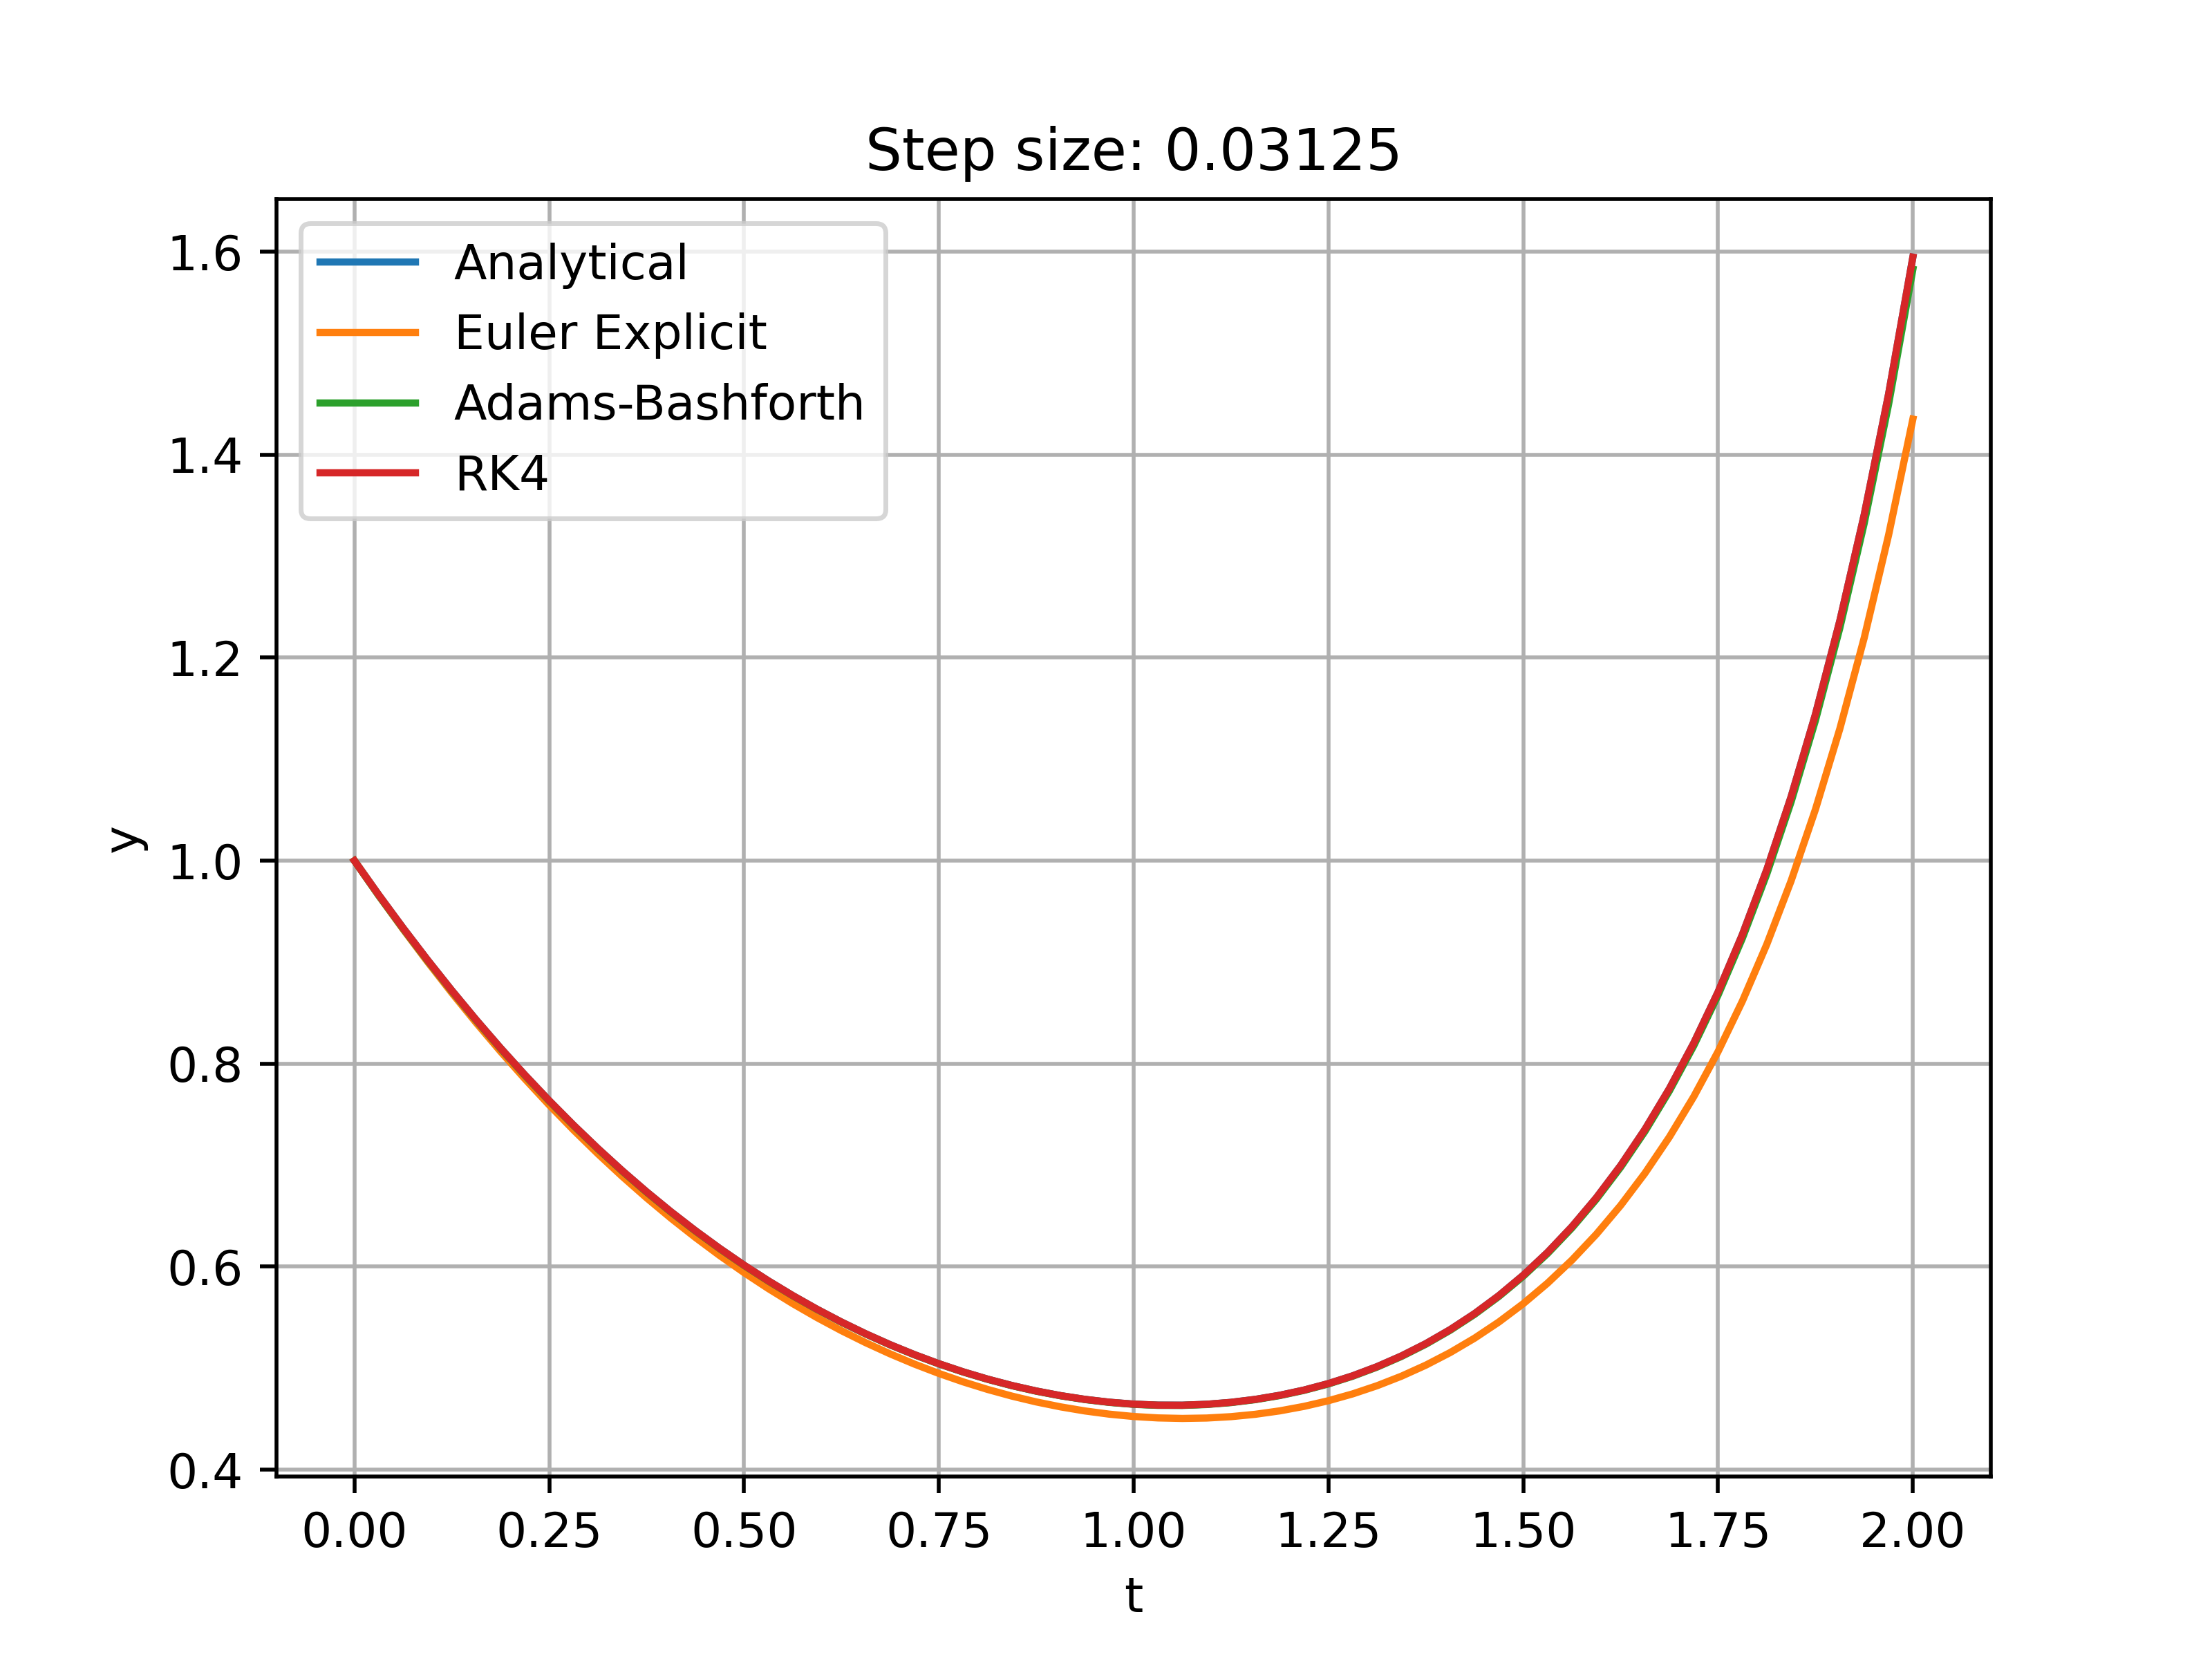 Step size: 0.03125
Analytical
Euler Explicit
Adams-Bashforth
RK4
1.6
1.4
1.2
1.0
0.8
0.6
0.4
y
0.00 0.25 0.50 0.75 1.00 1.25 1.50 1.75 2.00
t